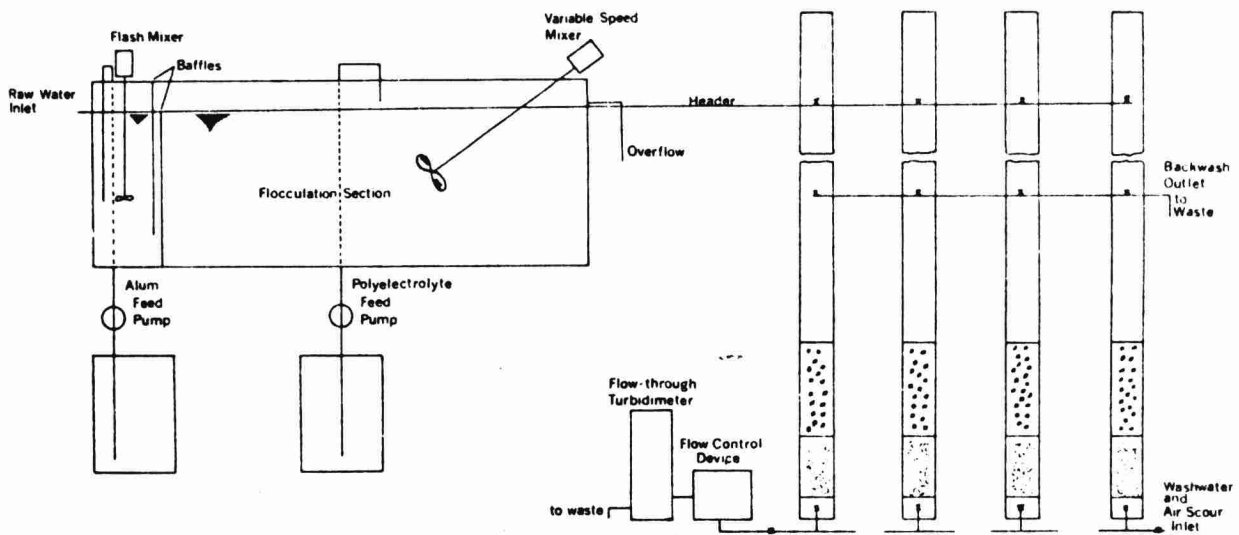 Variable Speed
Mixer
Flash Mixer
Baffles
Raw Water
Inlet
Header
Overflow
Backwash
Outlet
to
Waste
Flocculation Section
Alum
Feed
Pump
Polyelectrolyte
Feed
Pump
Flow-through
Turbidimeter
Flow Control
Device
to waste
Washwater
and
Air Scour
Inlet